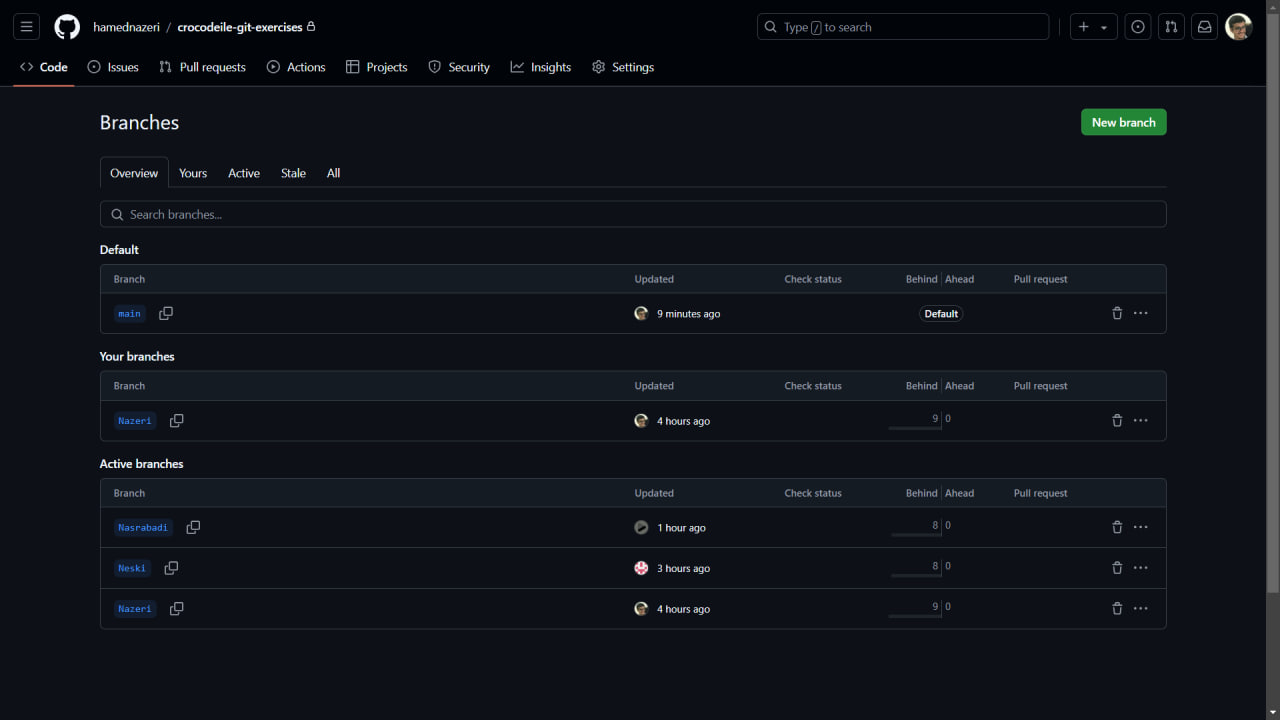 hamednazeri / crocodeile-git-exercises
Type / to search
Code Issues Pull requests Actions Projects Security Insights Settings
Branches
New branch
Overview Yours Active Stale All
Search branches...
Default
Branch Updated Check status Behind Ahead Pull request
main 9 minutes ago Default
Your branches
Branch Updated Check status Behind Ahead Pull request
Nazeri 4 hours ago 9 0
Active branches
Branch Updated Check status Behind Ahead Pull request
Nasrabadi 1 hour ago 8 0
Neski 3 hours ago 8 0
Nazeri 4 hours ago 9 0